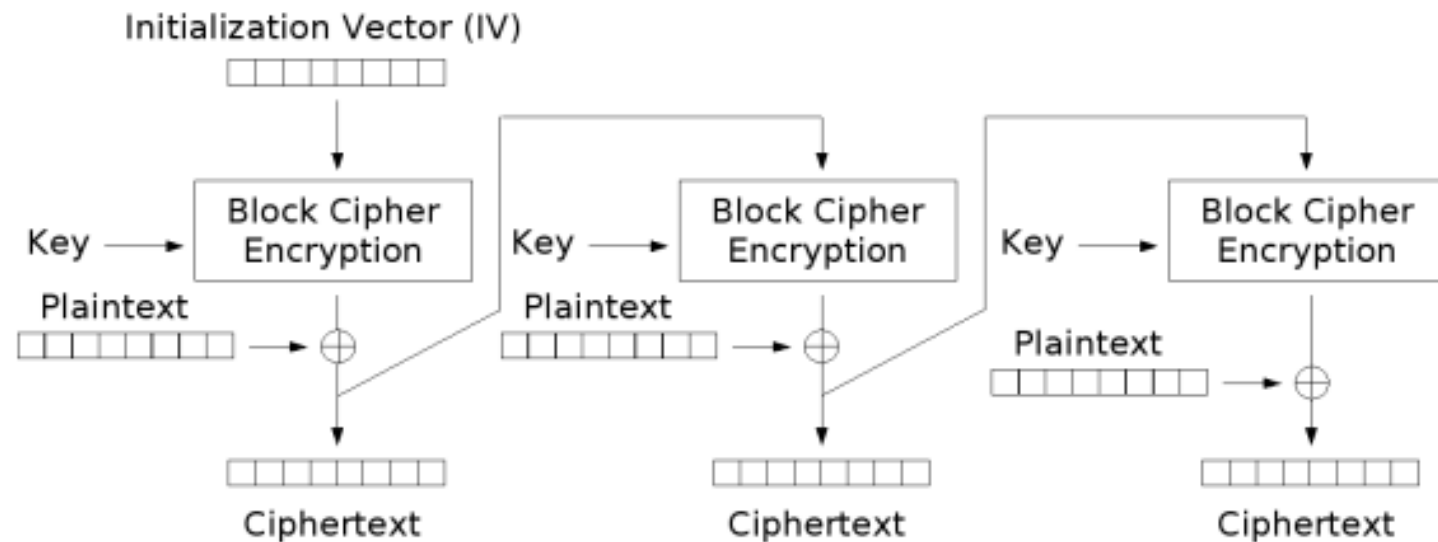 Initialization Vector (IV)
Block Cipher
Encryption
Key
Plaintext
Ciphertext
Block Cipher
Encryption
Key
Plaintext
Ciphertext
Block Cipher
Encryption
Key
Plaintext
Ciphertext